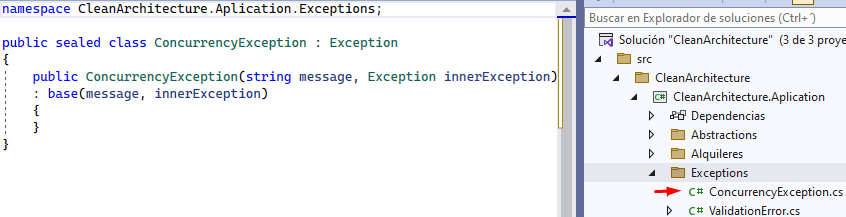 namespace CleanArchitecture.Aplication.Exceptions;
public sealed class ConcurrencyException : Exception
{
public ConcurrencyException(string message, Exception innerException)
: base(message, innerException)
{
}
}
Buscar en Explorador de soluciones (Ctrl+´)
Solución "CleanArchitecture" (3 de 3 proye
src
CleanArchitecture
C# CleanArchitecture.Aplication
Dependencias
Abstractions
Alquileres
Exceptions
C# ConcurrencyException.cs
C# ValidationError.cs